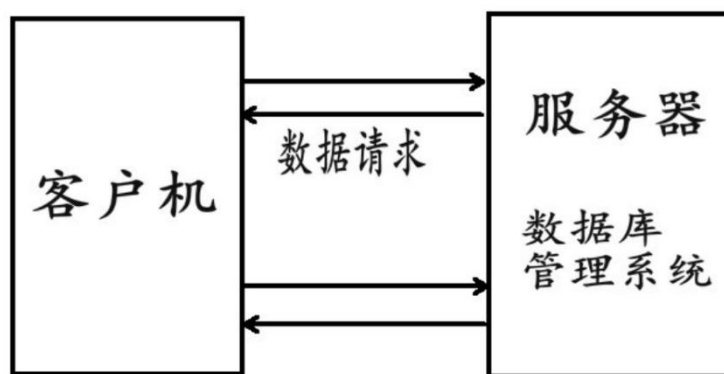 客户机
数据请求
服务器
数据库
管理系统